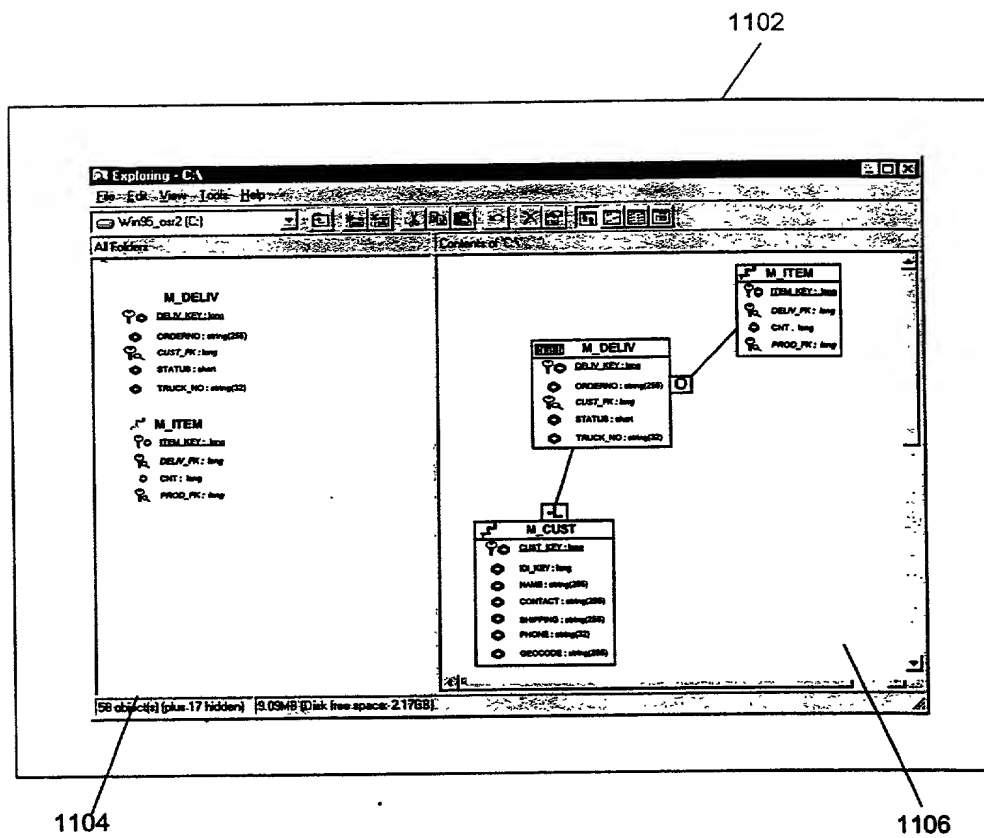 1102
Exploring - C:\
File Edit View Tools Help
Win95_osr2 (C:)
All Folders
Contents of 'C:\'
M_DELIV
DELIV_KEY : long
ORDERNO : string(255)
CUST_FK : long
STATUS : short
TRUCK_NO : string(32)
M_ITEM
ITEM_KEY : long
DELIV_FK : long
CNT : long
PROD_FK : long
M_ITEM
ITEM_KEY : long
DELIV_FK : long
CNT : long
PROD_FK : long
M_DELIV
DELIV_KEY : long
ORDERNO : string(255)
CUST_FK : long
STATUS : short
TRUCK_NO : string(32)
M_CUST
CUST_KEY : long
IDI_KEY : long
NAME : string(255)
CONTACT : string(255)
SHIPPING : string(255)
PHONE : string(32)
GEOCODE : string(255)
58 object(s) (plus 17 hidden) 9.09MB (Disk free space: 2.17GB)
1104
1106